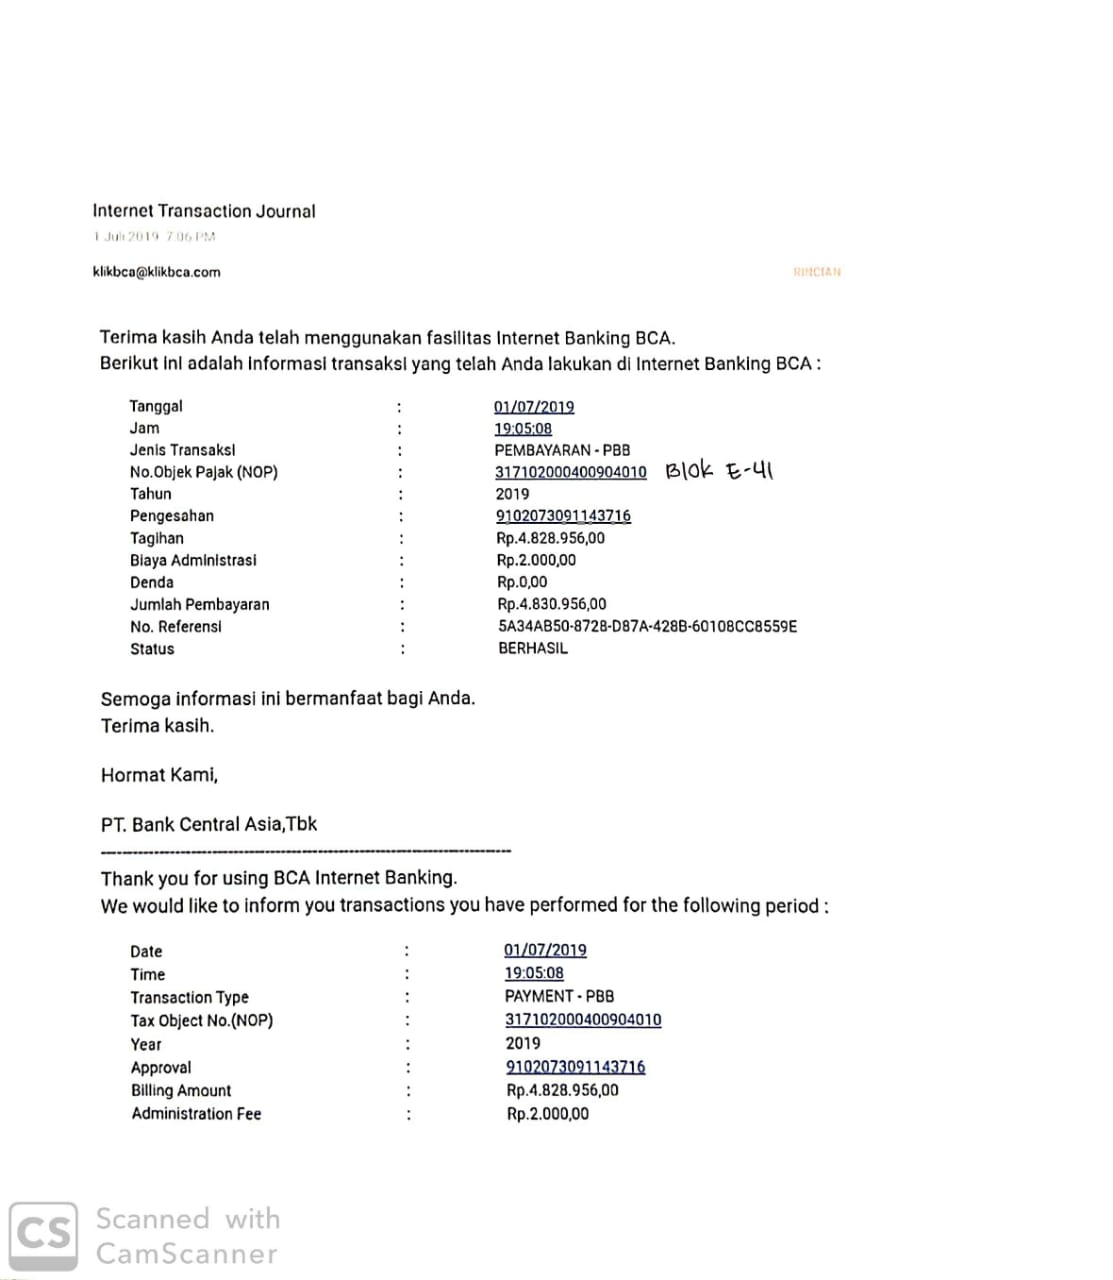 Internet Transaction Journal
1 Juli 2019 7.06 PM
klikbca@klikbca.com RINCIAN
Terima kasih Anda telah menggunakan fasilitas Internet Banking BCA.
Berikut ini adalah informasi transaksi yang telah Anda lakukan di Internet Banking BCA :
Tanggal : 01/07/2019
Jam : 19:05:08
Jenis Transaksi : PEMBAYARAN - PBB
No.Objek Pajak (NOP) : 317102000400904010 Blok E-41
Tahun : 2019
Pengesahan : 9102073091143716
Tagihan : Rp.4.828.956,00
Biaya Administrasi : Rp.2.000,00
Denda : Rp.0,00
Jumlah Pembayaran : Rp.4.830.956,00
No. Referensi : 5A34AB50-8728-D87A-428B-60108CC8559E
Status : BERHASIL
Semoga informasi ini bermanfaat bagi Anda.
Terima kasih.
Hormat Kami,
PT. Bank Central Asia,Tbk
Thank you for using BCA Internet Banking.
We would like to inform you transactions you have performed for the following period :
Date : 01/07/2019
Time : 19:05:08
Transaction Type : PAYMENT - PBB
Tax Object No.(NOP) : 317102000400904010
Year : 2019
Approval : 9102073091143716
Billing Amount : Rp.4.828.956,00
Administration Fee : Rp.2.000,00
CS Scanned with
CamScanner